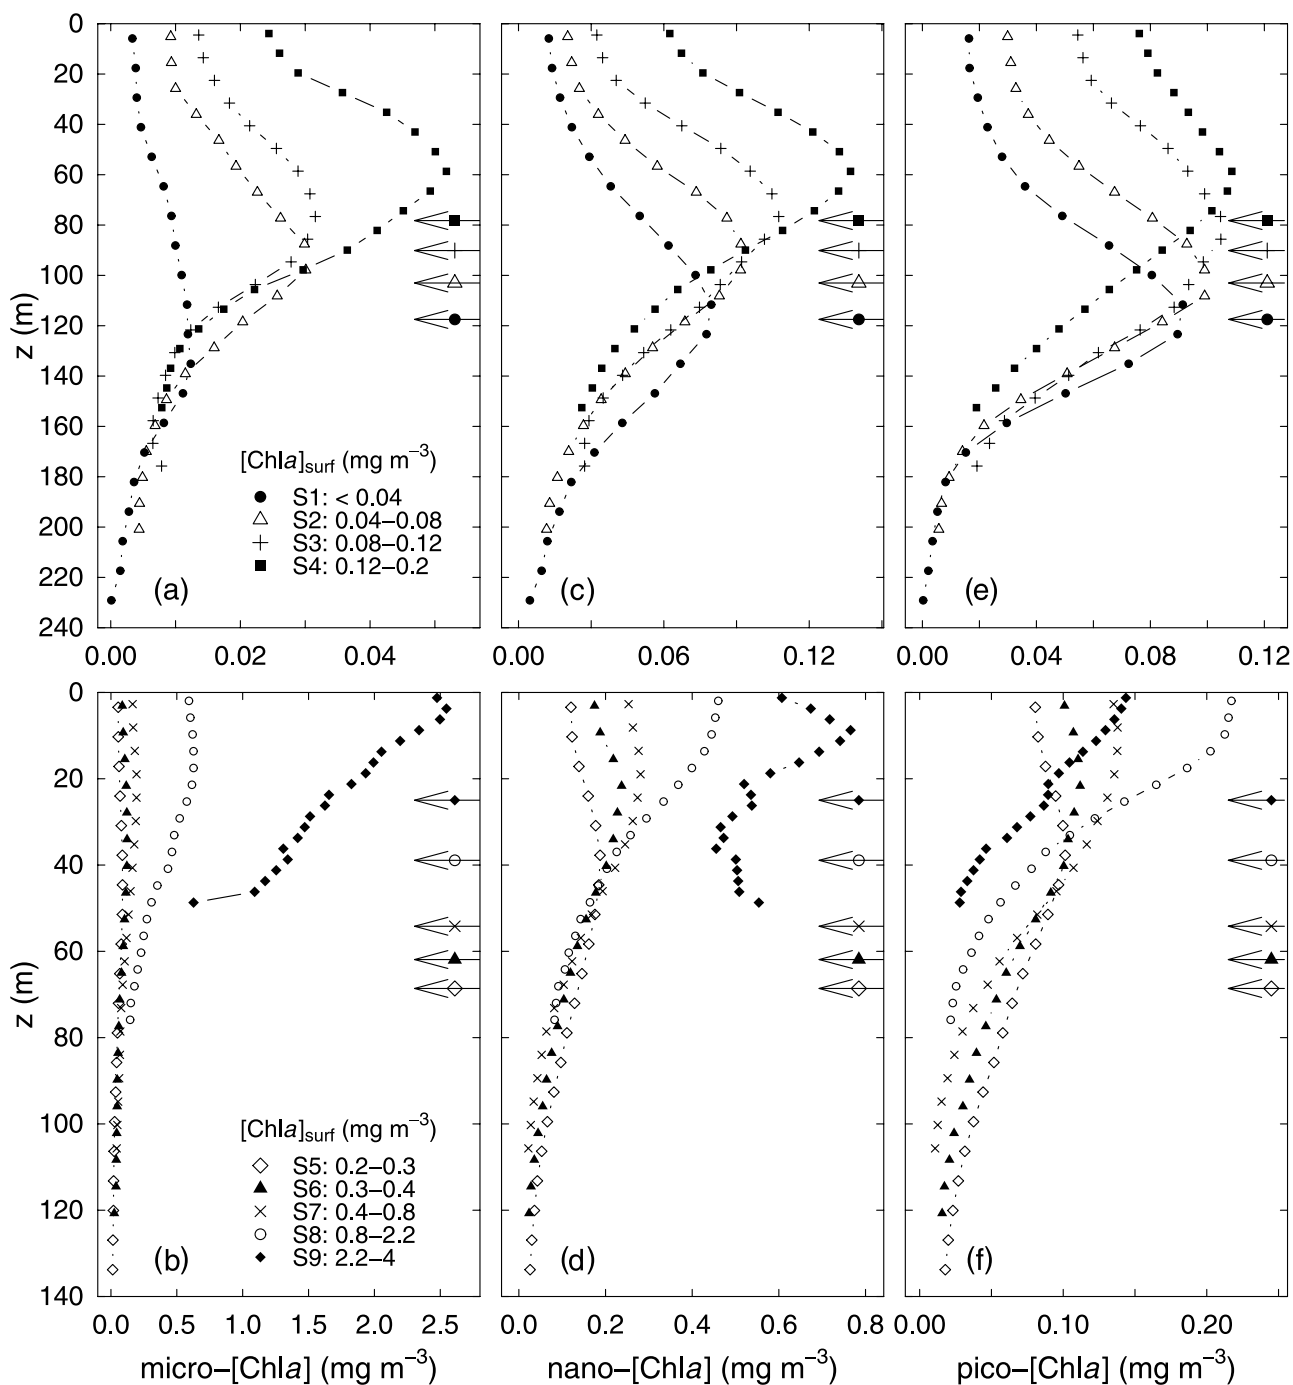 0
20
40
60
80
100
120
140
160
180
200
220
240
z (m)
[Chla]surf (mg m−3)
S1: < 0.04
S2: 0.04–0.08
S3: 0.08–0.12
S4: 0.12–0.2
(a)
(c)
(e)
0.00 0.02 0.04
0.00 0.06 0.12
0.00 0.04 0.08 0.12
0
20
40
60
80
100
120
140
z (m)
[Chla]surf (mg m−3)
S5: 0.2–0.3
S6: 0.3–0.4
S7: 0.4–0.8
S8: 0.8–2.2
S9: 2.2–4
(b)
(d)
(f)
0.0 0.5 1.0 1.5 2.0 2.5
0.0 0.2 0.4 0.6 0.8
0.00 0.10 0.20
micro–[Chla] (mg m−3)
nano–[Chla] (mg m−3)
pico–[Chla] (mg m−3)